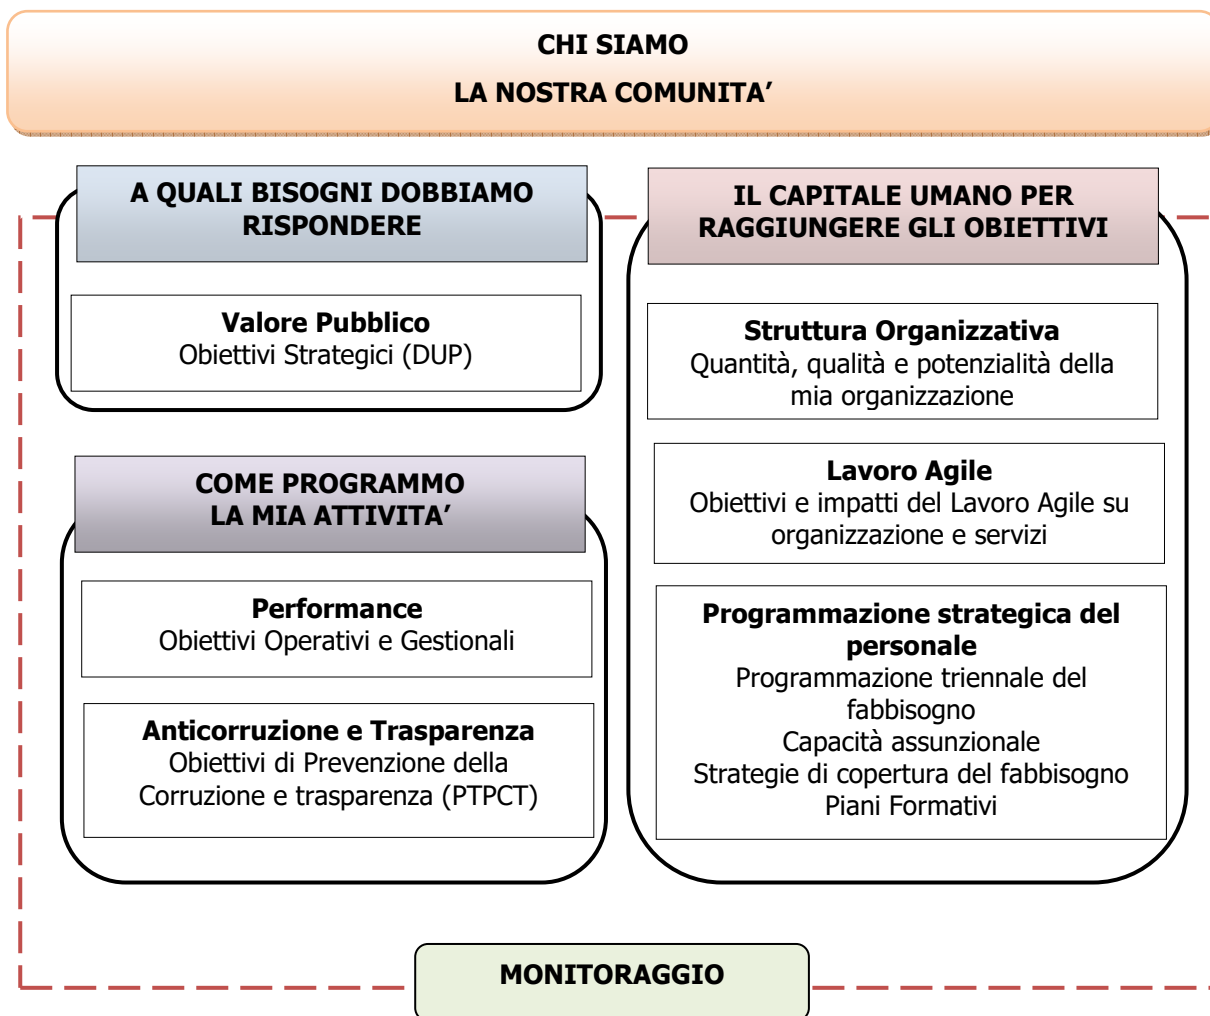 CHI SIAMO
LA NOSTRA COMUNITA’
A QUALI BISOGNI DOBBIAMO
RISPONDERE
Valore Pubblico
Obiettivi Strategici (DUP)
COME PROGRAMMO
LA MIA ATTIVITA’
Performance
Obiettivi Operativi e Gestionali
Anticorruzione e Trasparenza
Obiettivi di Prevenzione della
Corruzione e trasparenza (PTPCT)
IL CAPITALE UMANO PER
RAGGIUNGERE GLI OBIETTIVI
Struttura Organizzativa
Quantità, qualità e potenzialità della
mia organizzazione
Lavoro Agile
Obiettivi e impatti del Lavoro Agile su
organizzazione e servizi
Programmazione strategica del
personale
Programmazione triennale del
fabbisogno
Capacità assunzionale
Strategie di copertura del fabbisogno
Piani Formativi
MONITORAGGIO